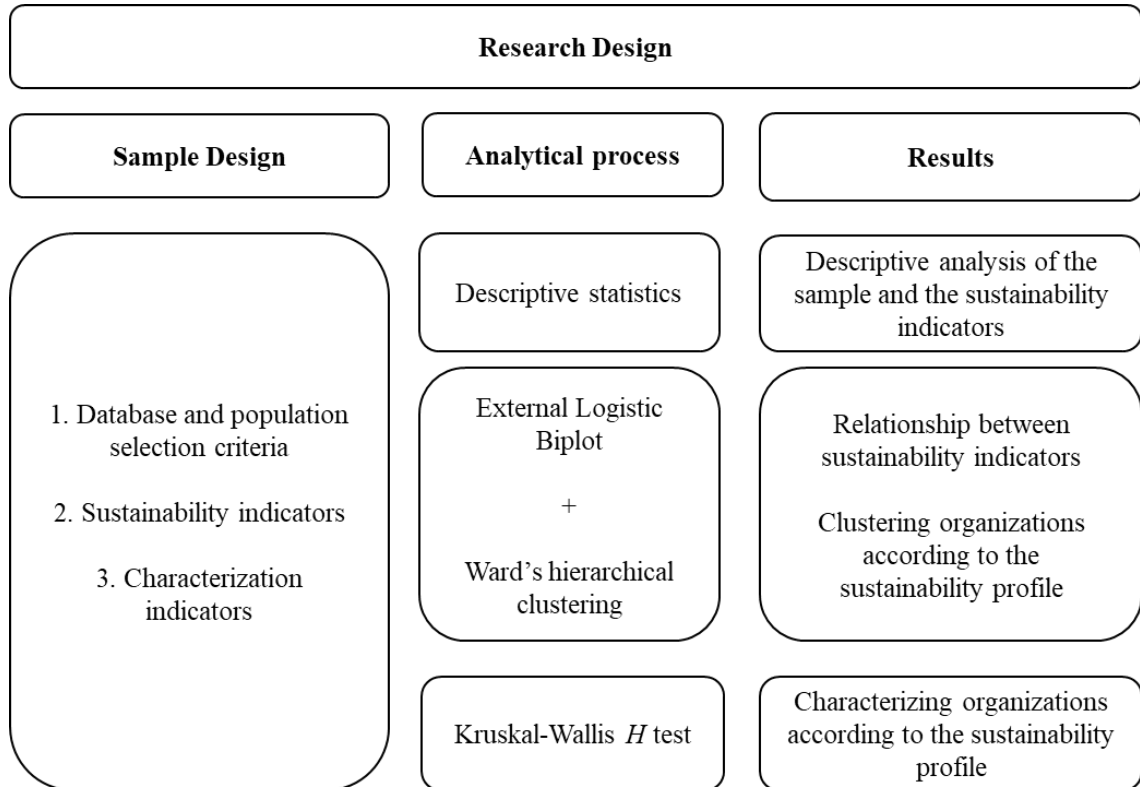 Research Design
Sample Design
Analytical process
Results
1. Database and population
selection criteria
2. Sustainability indicators
3. Characterization
indicators
Descriptive statistics
Descriptive analysis of the
sample and the sustainability
indicators
External Logistic
Biplot
+
Ward’s hierarchical
clustering
Relationship between
sustainability indicators
Clustering organizations
according to the
sustainability profile
Kruskal-Wallis H test
Characterizing organizations
according to the sustainability
profile